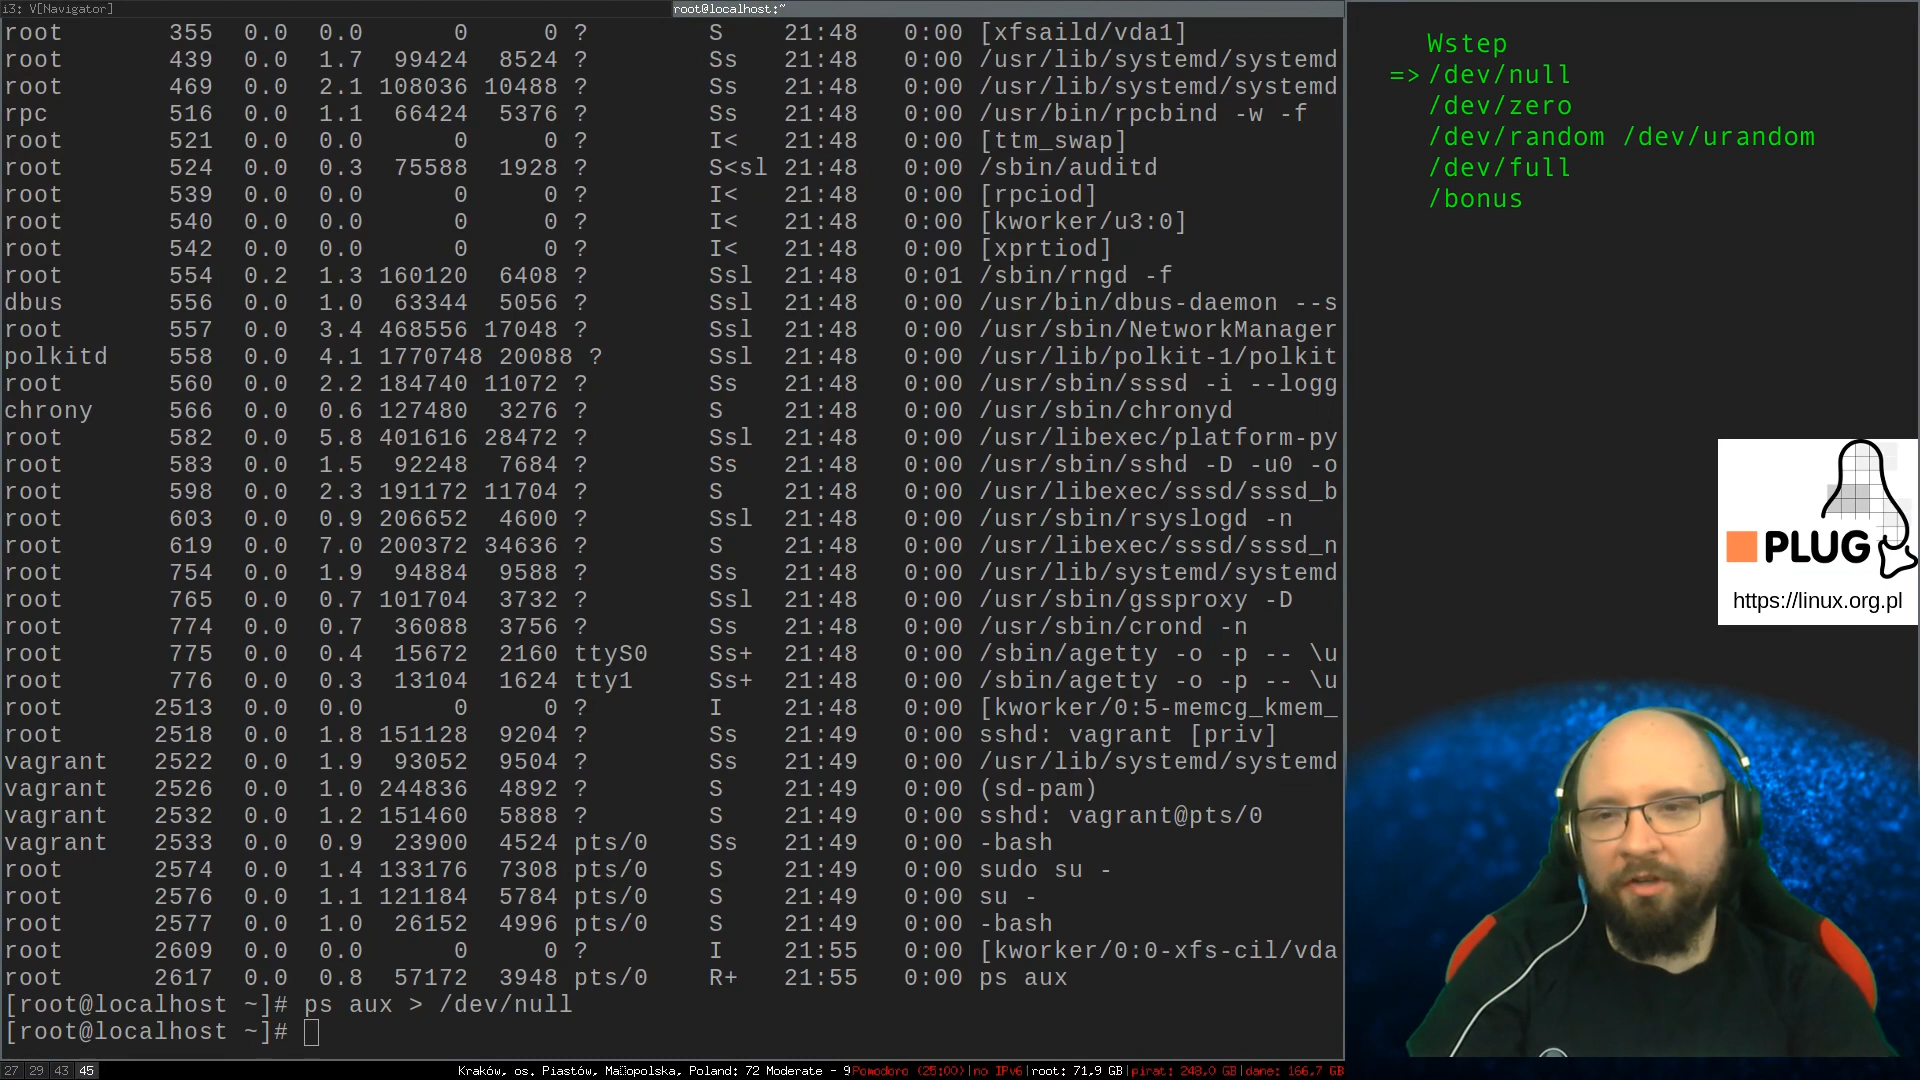 i3: V[Navigator]
root@localhost:~
root 355 0.0 0.0 0 0 ? S 21:48 0:00 [xfsaild/vda1]
root 439 0.0 1.7 99424 8524 ? Ss 21:48 0:00 /usr/lib/systemd/systemd
root 469 0.0 2.1 108036 10488 ? Ss 21:48 0:00 /usr/lib/systemd/systemd
rpc 516 0.0 1.1 66424 5376 ? Ss 21:48 0:00 /usr/bin/rpcbind -w -f
root 521 0.0 0.0 0 0 ? I< 21:48 0:00 [ttm_swap]
root 524 0.0 0.3 75588 1928 ? S<sl 21:48 0:00 /sbin/auditd
root 539 0.0 0.0 0 0 ? I< 21:48 0:00 [rpciod]
root 540 0.0 0.0 0 0 ? I< 21:48 0:00 [kworker/u3:0]
root 542 0.0 0.0 0 0 ? I< 21:48 0:00 [xprtiod]
root 554 0.2 1.3 160120 6408 ? Ssl 21:48 0:01 /sbin/rngd -f
dbus 556 0.0 1.0 63344 5056 ? Ssl 21:48 0:00 /usr/bin/dbus-daemon --s
root 557 0.0 3.4 468556 17048 ? Ssl 21:48 0:00 /usr/sbin/NetworkManager
polkitd 558 0.0 4.1 1770748 20088 ? Ssl 21:48 0:00 /usr/lib/polkit-1/polkit
root 560 0.0 2.2 184740 11072 ? Ss 21:48 0:00 /usr/sbin/sssd -i --logg
chrony 566 0.0 0.6 127480 3276 ? S 21:48 0:00 /usr/sbin/chronyd
root 582 0.0 5.8 401616 28472 ? Ssl 21:48 0:00 /usr/libexec/platform-py
root 583 0.0 1.5 92248 7684 ? Ss 21:48 0:00 /usr/sbin/sshd -D -u0 -o
root 598 0.0 2.3 191172 11704 ? S 21:48 0:00 /usr/libexec/sssd/sssd_b
root 603 0.0 0.9 206652 4600 ? Ssl 21:48 0:00 /usr/sbin/rsyslogd -n
root 619 0.0 7.0 200372 34636 ? S 21:48 0:00 /usr/libexec/sssd/sssd_n
root 754 0.0 1.9 94884 9588 ? Ss 21:48 0:00 /usr/lib/systemd/systemd
root 765 0.0 0.7 101704 3732 ? Ssl 21:48 0:00 /usr/sbin/gssproxy -D
root 774 0.0 0.7 36088 3756 ? Ss 21:48 0:00 /usr/sbin/crond -n
root 775 0.0 0.4 15672 2160 ttyS0 Ss+ 21:48 0:00 /sbin/agetty -o -p -- \u
root 776 0.0 0.3 13104 1624 tty1 Ss+ 21:48 0:00 /sbin/agetty -o -p -- \u
root 2513 0.0 0.0 0 0 ? I 21:48 0:00 [kworker/0:5-memcg_kmem_
root 2518 0.0 1.8 151128 9204 ? Ss 21:49 0:00 sshd: vagrant [priv]
vagrant 2522 0.0 1.9 93052 9504 ? Ss 21:49 0:00 /usr/lib/systemd/systemd
vagrant 2526 0.0 1.0 244836 4892 ? S 21:49 0:00 (sd-pam)
vagrant 2532 0.0 1.2 151460 5888 ? S 21:49 0:00 sshd: vagrant@pts/0
vagrant 2533 0.0 0.9 23900 4524 pts/0 Ss 21:49 0:00 -bash
root 2574 0.0 1.4 133176 7308 pts/0 S 21:49 0:00 sudo su -
root 2576 0.0 1.1 121184 5784 pts/0 S 21:49 0:00 su -
root 2577 0.0 1.0 26152 4996 pts/0 S 21:49 0:00 -bash
root 2609 0.0 0.0 0 0 ? I 21:55 0:00 [kworker/0:0-xfs-cil/vda
root 2617 0.0 0.8 57172 3948 pts/0 R+ 21:55 0:00 ps aux
[root@localhost ~]# ps aux > /dev/null
[root@localhost ~]#
Wstep
=> /dev/null
/dev/zero
/dev/random /dev/urandom
/dev/full
/bonus
PLUG
https://linux.org.pl
27 29 43 45
Kraków, os. Piastów, Małopolska, Poland: 72 Moderate - 9Pomodoro (25:00)|no IPv6|root: 71,9 GB|pirat: 248,0 GB|dane: 166,7 GB